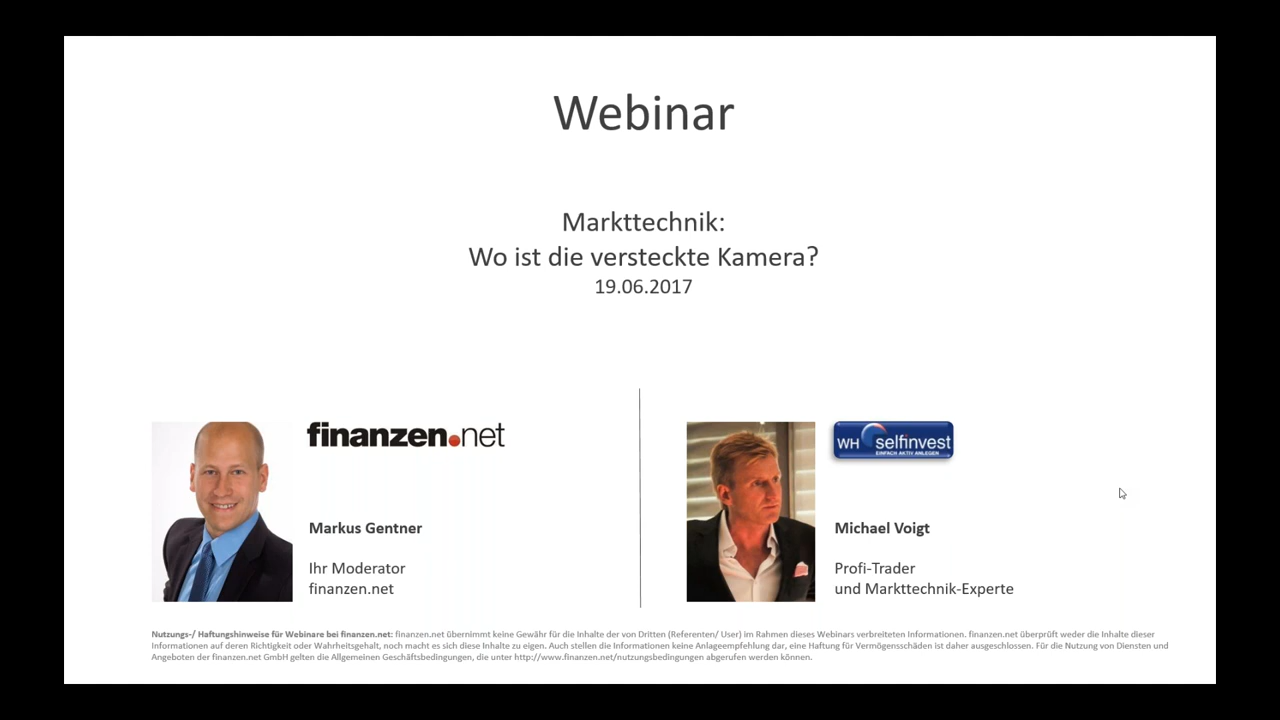 Webinar
Markttechnik:
Wo ist die versteckte Kamera?
19.06.2017
finanzen.net
Markus Gentner
Ihr Moderator
finanzen.net
WH selfinvest
EINFACH AKTIV ANLEGEN
Michael Voigt
Profi-Trader
und Markttechnik-Experte
Nutzungs-/ Haftungshinweise für Webinare bei finanzen.net: finanzen.net übernimmt keine Gewähr für die Inhalte der von Dritten (Referenten/ User) im Rahmen dieses Webinars verbreiteten Informationen. finanzen.net überprüft weder die Inhalte dieser
Informationen auf deren Richtigkeit oder Wahrheitsgehalt, noch macht es sich diese Inhalte zu eigen. Auch stellen die Informationen keine Anlageempfehlung dar, eine Haftung für Vermögensschäden ist daher ausgeschlossen. Für die Nutzung von Diensten und
Angeboten der finanzen.net GmbH gelten die Allgemeinen Geschäftsbedingungen, die unter http://www.finanzen.net/nutzungsbedingungen abgerufen werden können.